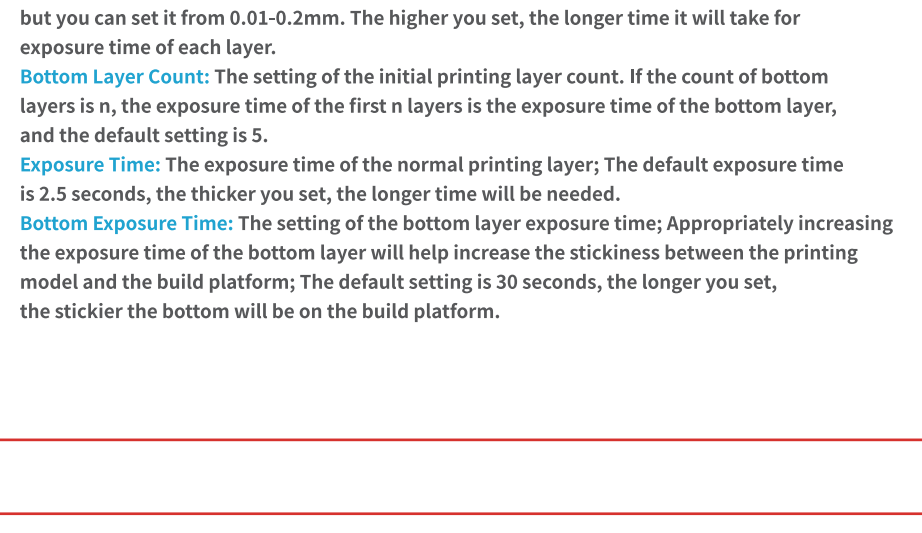 but you can set it from 0.01-0.2mm. The higher you set, the longer time it will take for
exposure time of each layer.
Bottom Layer Count: The setting of the initial printing layer count. If the count of bottom
layers is n, the exposure time of the first n layers is the exposure time of the bottom layer,
and the default setting is 5.
Exposure Time: The exposure time of the normal printing layer; The default exposure time
is 2.5 seconds, the thicker you set, the longer time will be needed.
Bottom Exposure Time: The setting of the bottom layer exposure time; Appropriately increasing
the exposure time of the bottom layer will help increase the stickiness between the printing
model and the build platform; The default setting is 30 seconds, the longer you set,
the stickier the bottom will be on the build platform.